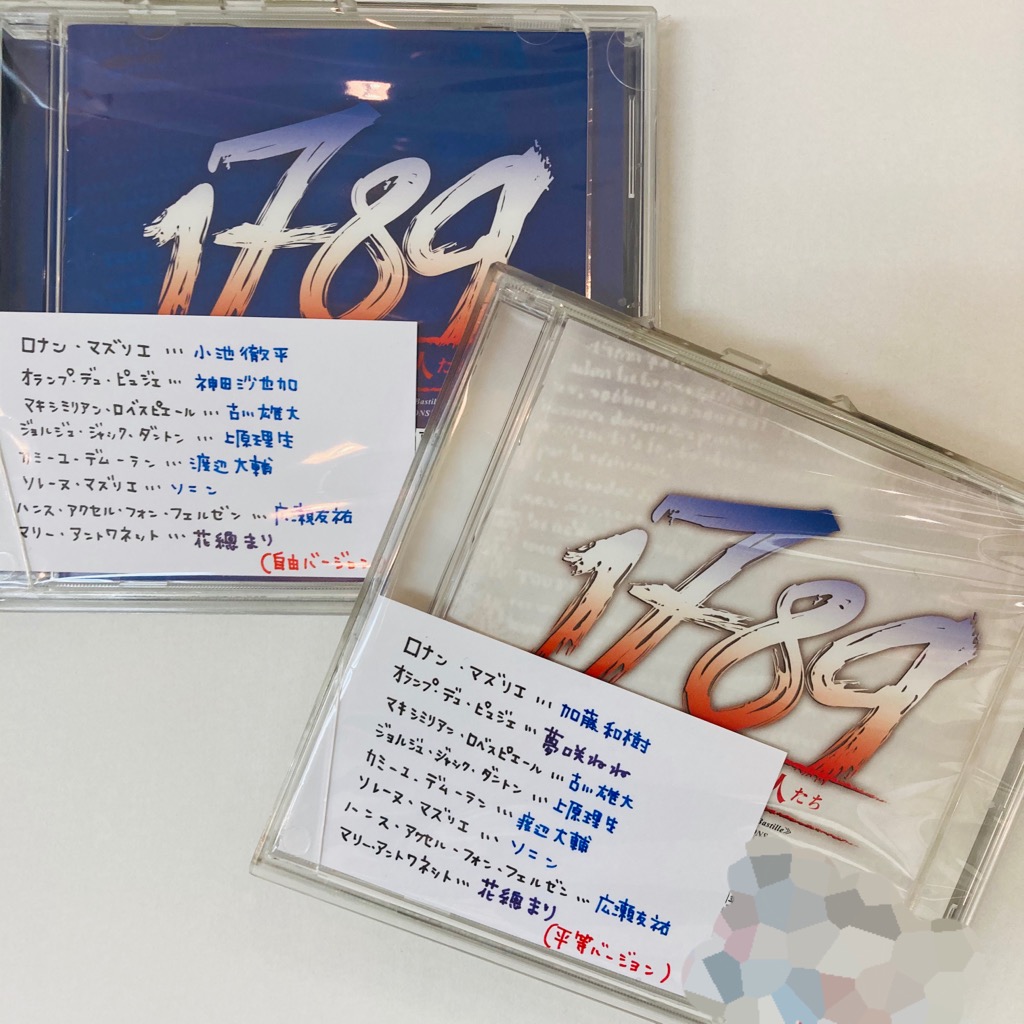 1789
人たち
Bastille
ONS
ロナン・マズリエ … 小池徹平
オランプ・デュ・ピュジェ … 神田沙也加
マキシミリアン・ロベスピエール … 古川雄大
ジョルジュ・ジャック・ダントン … 上原理生
カミーユ・デムーラン … 渡辺大輔
ソレーヌ・マズリエ … ソニン
ハンス・アクセル・フォン・フェルゼン … 広瀬友祐
マリー・アントワネット … 花總まり
(自由バージョン
1789
人たち
Bastille≫
ONS
ロナン・マズリエ … 加藤和樹
オランプ・デュ・ピュジェ … 夢咲ねね
マキシミリアン・ロベスピエール … 古川雄大
ジョルジュ・ジャック・ダントン … 上原理生
カミーユ・デムーラン … 渡辺大輔
ソレーヌ・マズリエ … ソニン
ハンス・アクセル・フォン・フェルゼン … 広瀬友祐
マリー・アントワネット … 花總まり
(平等バージョン)